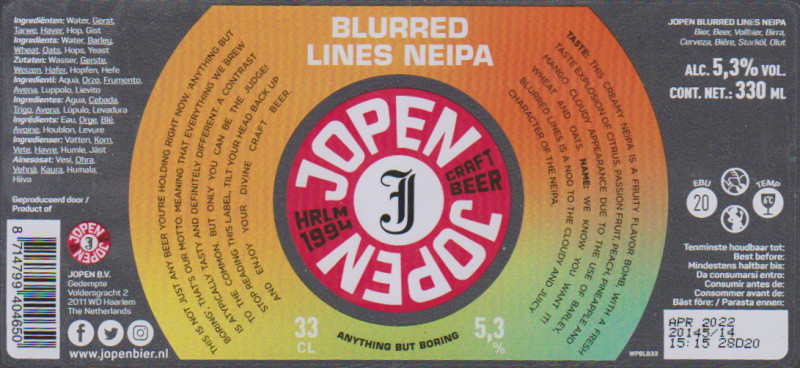 Ingrediënten: Water, Gerst,
Tarwe, Haver, Hop, Gist
Ingredients: Water, Barley,
Wheat, Oats, Hops, Yeast
Zutaten: Wasser, Gerste,
Weizen, Hafer, Hopfen, Hefe
Ingredienti: Aqua, Orzo, Frumento,
Avena, Luppolo, Lievito
Ingredientes: Agua, Cebada,
Trigo, Avena, Lúpulo, Levadura
Ingrédients: Eau, Orge, Blé,
Avoine, Houblon, Levure
Ingredienser: Vatten, Korn,
Vete, Havre, Humle, Jäst
Ainesosat: Vesi, Ohra,
Vehnä, Kaura, Humala,
Hiiva
Geproduceerd door /
Product of
JOPEN
JOPEN
JOPEN B.V.
Gedempte
Voldersgracht 2
2011 WD Haarlem
The Netherlands
www.jopenbier.nl
8 714799 404650
THIS IS NOT JUST ANY BEER YOU'RE HOLDING RIGHT NOW. 'ANYTHING BUT
BORING', THAT'S OUR MOTTO. MEANING THAT EVERYTHING WE BREW
IS ATYPICALLY TASTY AND DEFINITELY DIFFERENT. A CONTRAST
TO THE COMMON. BUT ONLY YOU CAN BE THE JUDGE!
STOP READING THIS LABEL, TILT YOUR HEAD BACK UP
AND ENJOY YOUR DIVINE CRAFT BEER.
BLURRED
LINES NEIPA
JOPEN
CRAFT
BEER
J
HRLM
1994
JOPEN
33
CL
ANYTHING BUT BORING
5,3
%
TASTE: THIS CREAMY NEIPA IS A FRUITY, FLAVOR BOMB, WITH A FRESH
TASTE EXPLOSION OF CITRUS, PASSION FRUIT, PEACH, PINEAPPLE AND
MANGO. CLOUDY APPEARANCE DUE TO THE USE OF BARLEY,
WHEAT AND OATS. NAME: WE KNOW YOU WANT IT!
BLURRED LINES IS A NOD TO THE CLOUDY AND JUICY
CHARACTER OF THE NEIPA.
WPBLB33
JOPEN BLURRED LINES NEIPA
Bier, Beer, Vollbier, Birra,
Cerveza, Bière, Starköl, Olut
ALC. 5,3% VOL.
CONT. NET.: 330 ML
EBU
20
TEMP
6°C
Tenminste houdbaar tot:
Best before:
Mindestens haltbar bis:
Da consumarsi entro:
Consumir antes de:
Consommer avant de:
Bäst före: / Parasta ennen:
APR 2022
20145/14
15:15 28D20